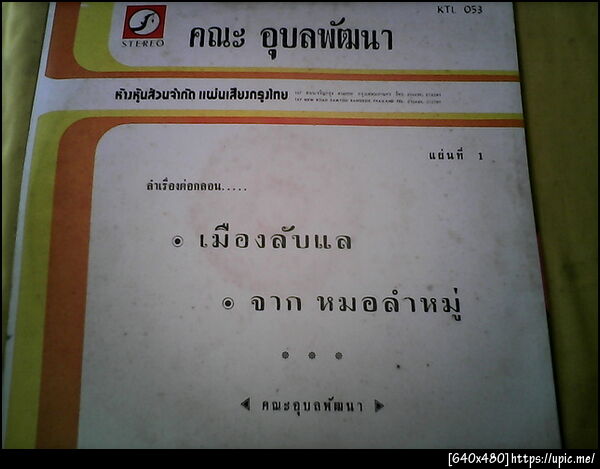 KTL 053
STEREO
คณะ อุบลพัฒนา
ห้างหุ้นส่วนจำกัด แผ่นเสียงกรุงไทย
แผ่นที่ 1
ลำเรื่องต่อกลอน.....
เมืองลับแล
จาก หมอลำหมู่
คณะอุบลพัฒนา
[640x480]https://upic.me/